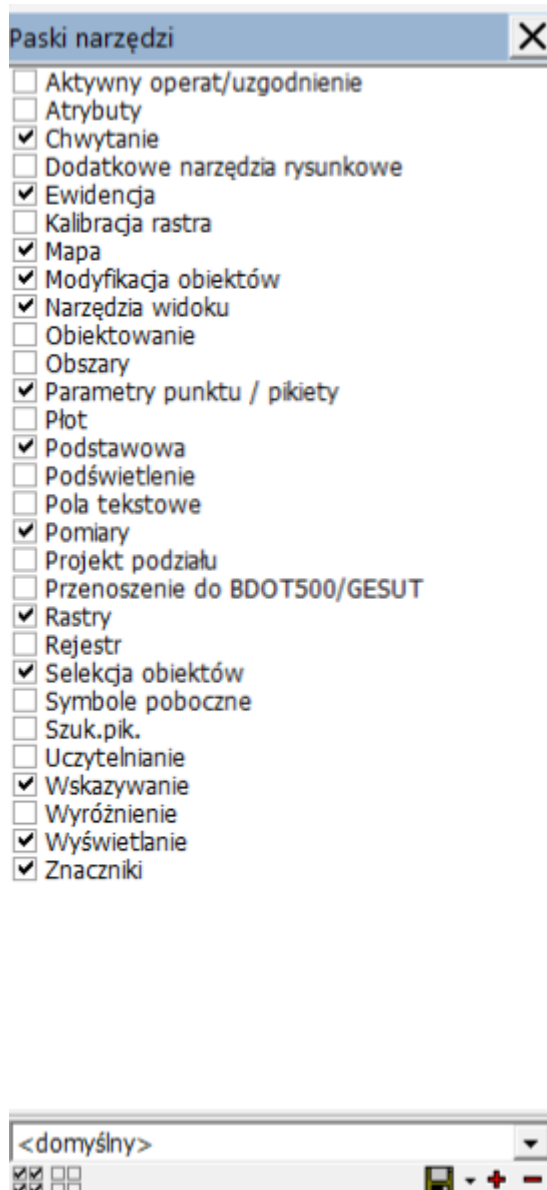 Paski narzędzi
Aktywny operat/uzgodnienie
Atrybuty
Chwytanie
Dodatkowe narzędzia rysunkowe
Ewidencja
Kalibracja rastra
Mapa
Modyfikacja obiektów
Narzędzia widoku
Obiektowanie
Obszary
Parametry punktu / pikiety
Płot
Podstawowa
Podświetlenie
Pola tekstowe
Pomiary
Projekt podziału
Przenoszenie do BDOT500/GESUT
Rastry
Rejestr
Selekcja obiektów
Symbole poboczne
Szuk.pik.
Uczytelnianie
Wskazywanie
Wyróżnienie
Wyświetlanie
Znaczniki
<domyślny>